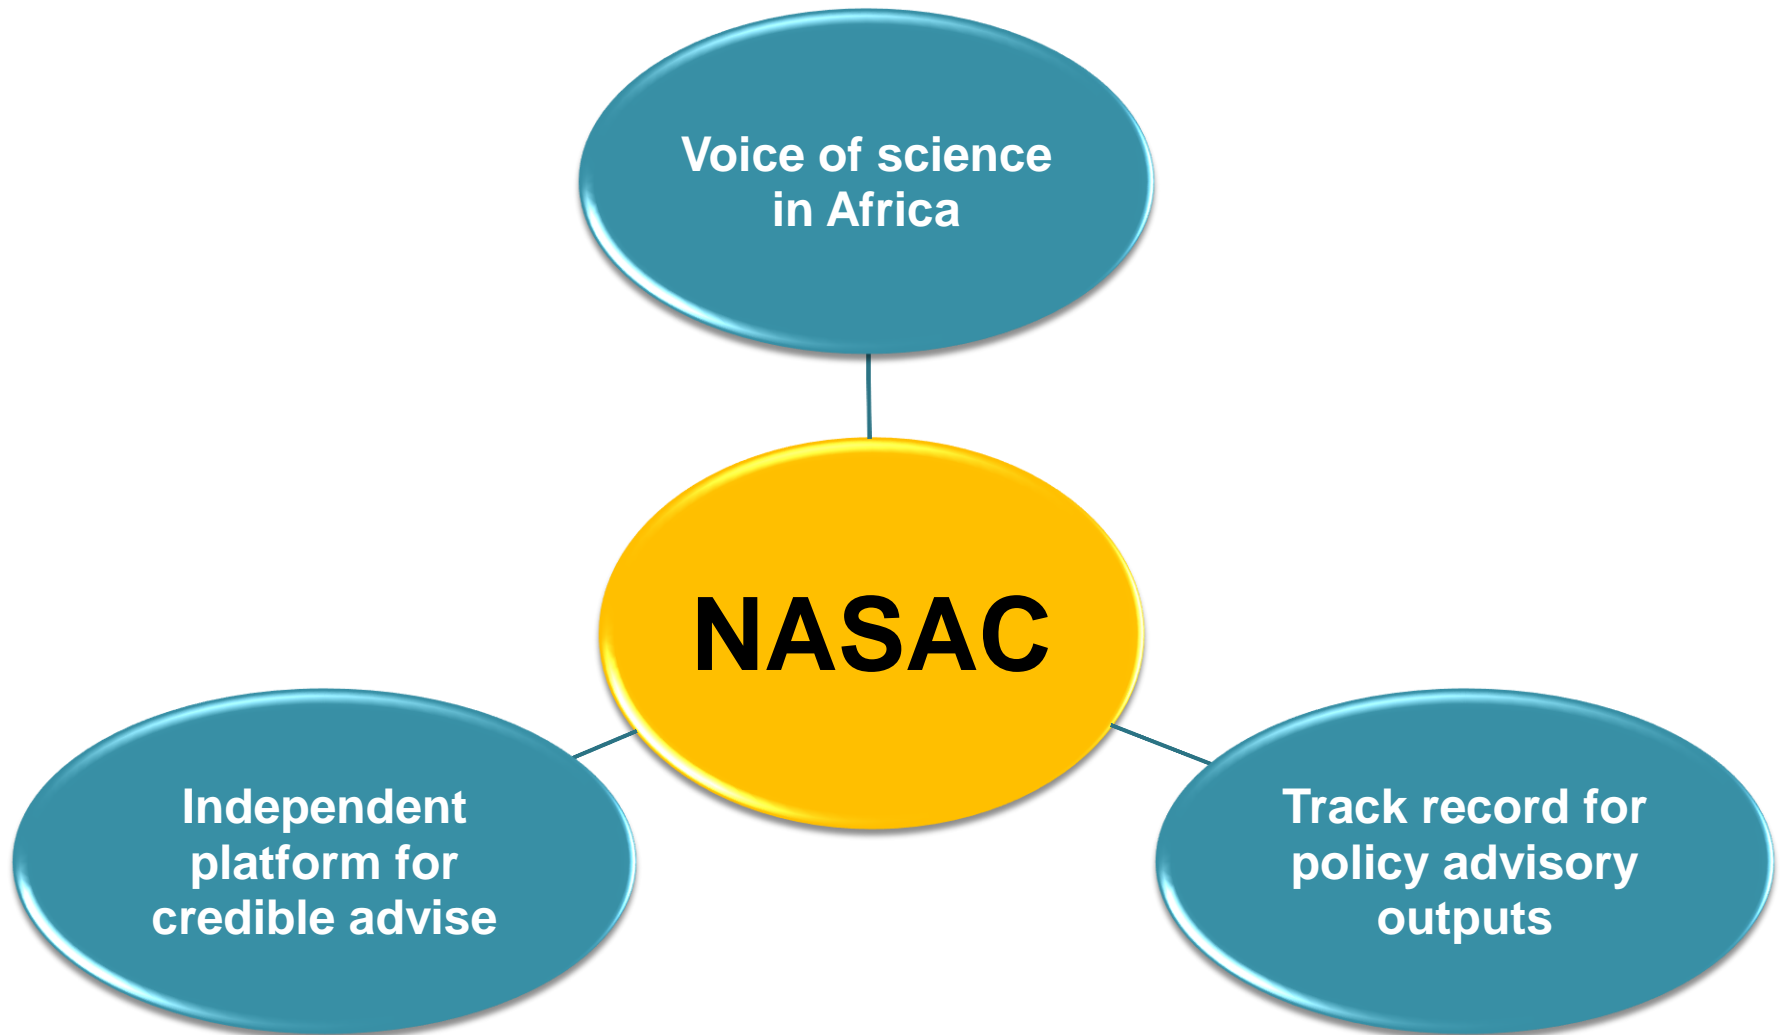 Voice of science
in Africa
NASAC
Independent
platform for
credible advise
Track record for
policy advisory
outputs